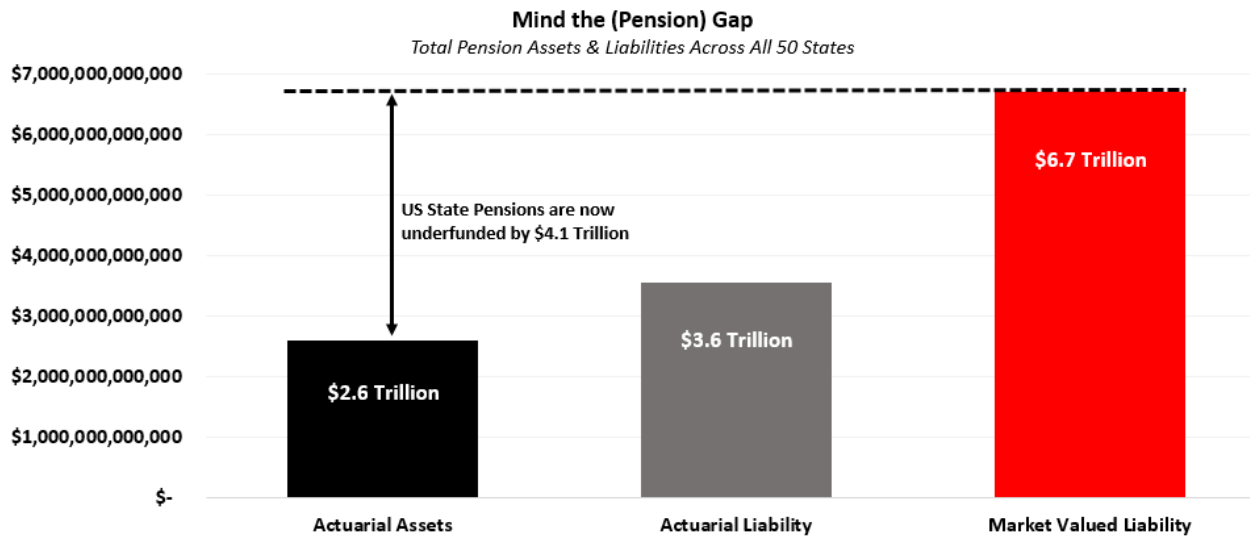 Mind the (Pension) Gap
Total Pension Assets & Liabilities Across All 50 States
$7,000,000,000,000
$6,000,000,000,000
$5,000,000,000,000
$4,000,000,000,000
$3,000,000,000,000
$2,000,000,000,000
$1,000,000,000,000
$-
US State Pensions are now
underfunded by $4.1 Trillion
$2.6 Trillion
$3.6 Trillion
$6.7 Trillion
Actuarial Assets
Actuarial Liability
Market Valued Liability